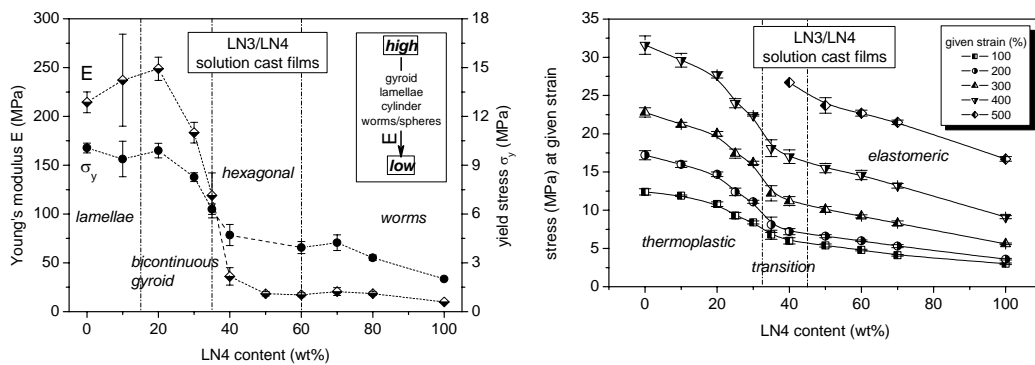 LN3/LN4
solution cast films
high
gyroid
lamellae
cylinder
worms/spheres
E
low
E
σy
lamellae
bicontinuous
gyroid
hexagonal
worms
Young's modulus E (MPa)
300
250
200
150
100
50
0
yield stress σy (MPa)
18
15
12
9
6
3
0
0 20 40 60 80 100
LN4 content (wt%)
LN3/LN4
solution cast films
given strain (%)
100
200
300
400
500
elastomeric
thermoplastic
transition
stress (MPa) at given strain
35
30
25
20
15
10
5
0
0 20 40 60 80 100
LN4 content (wt%)